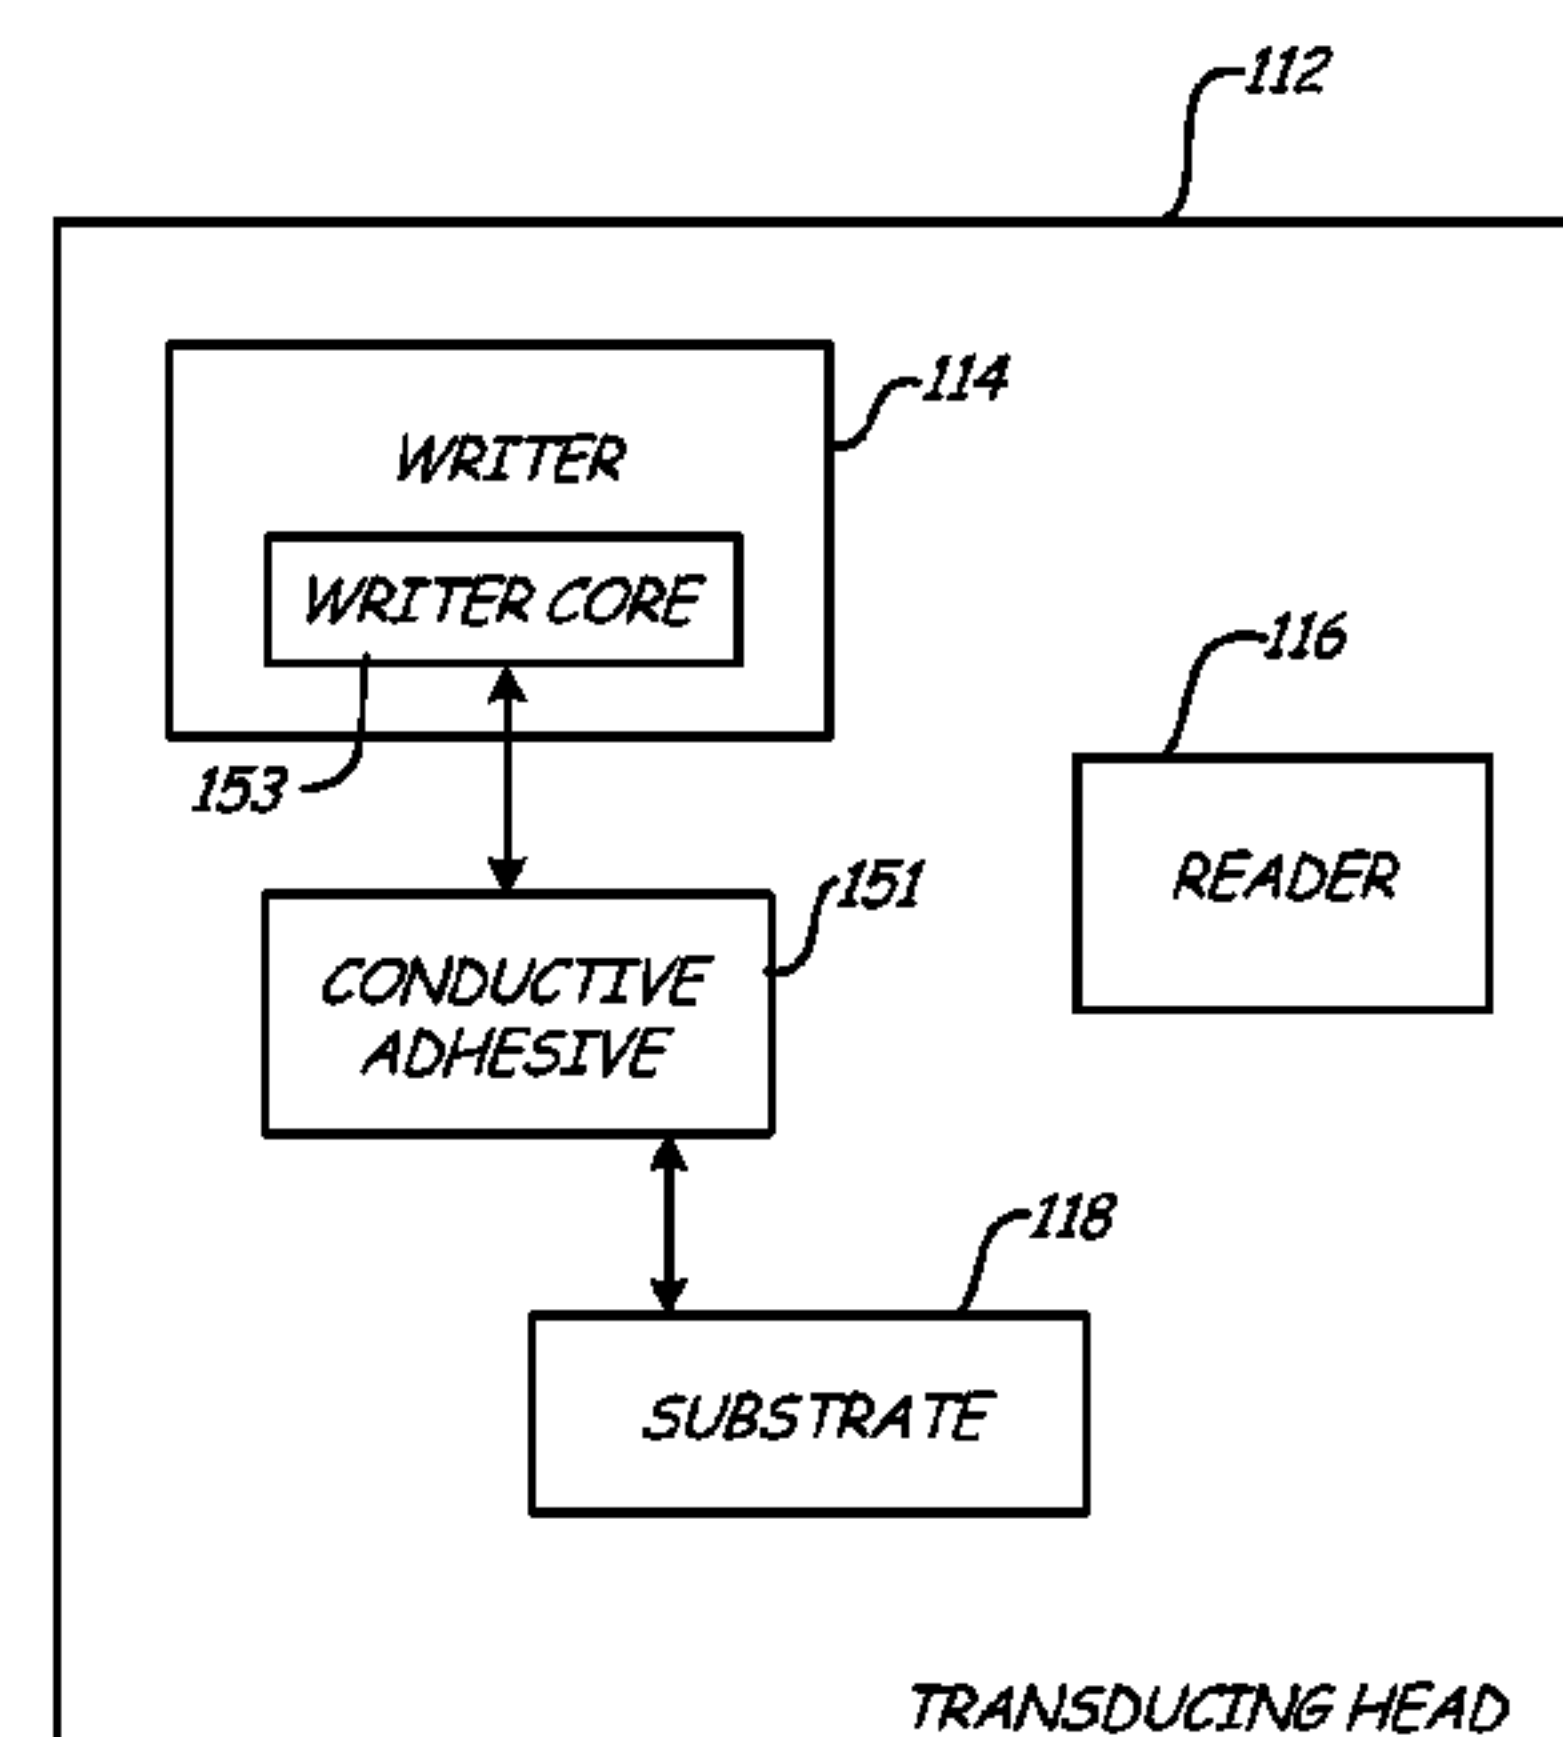 112
114
WRITER
WRITER CORE
116
153
READER
151
CONDUCTIVE
ADHESIVE
118
SUBSTRATE
TRANSDUCING HEAD